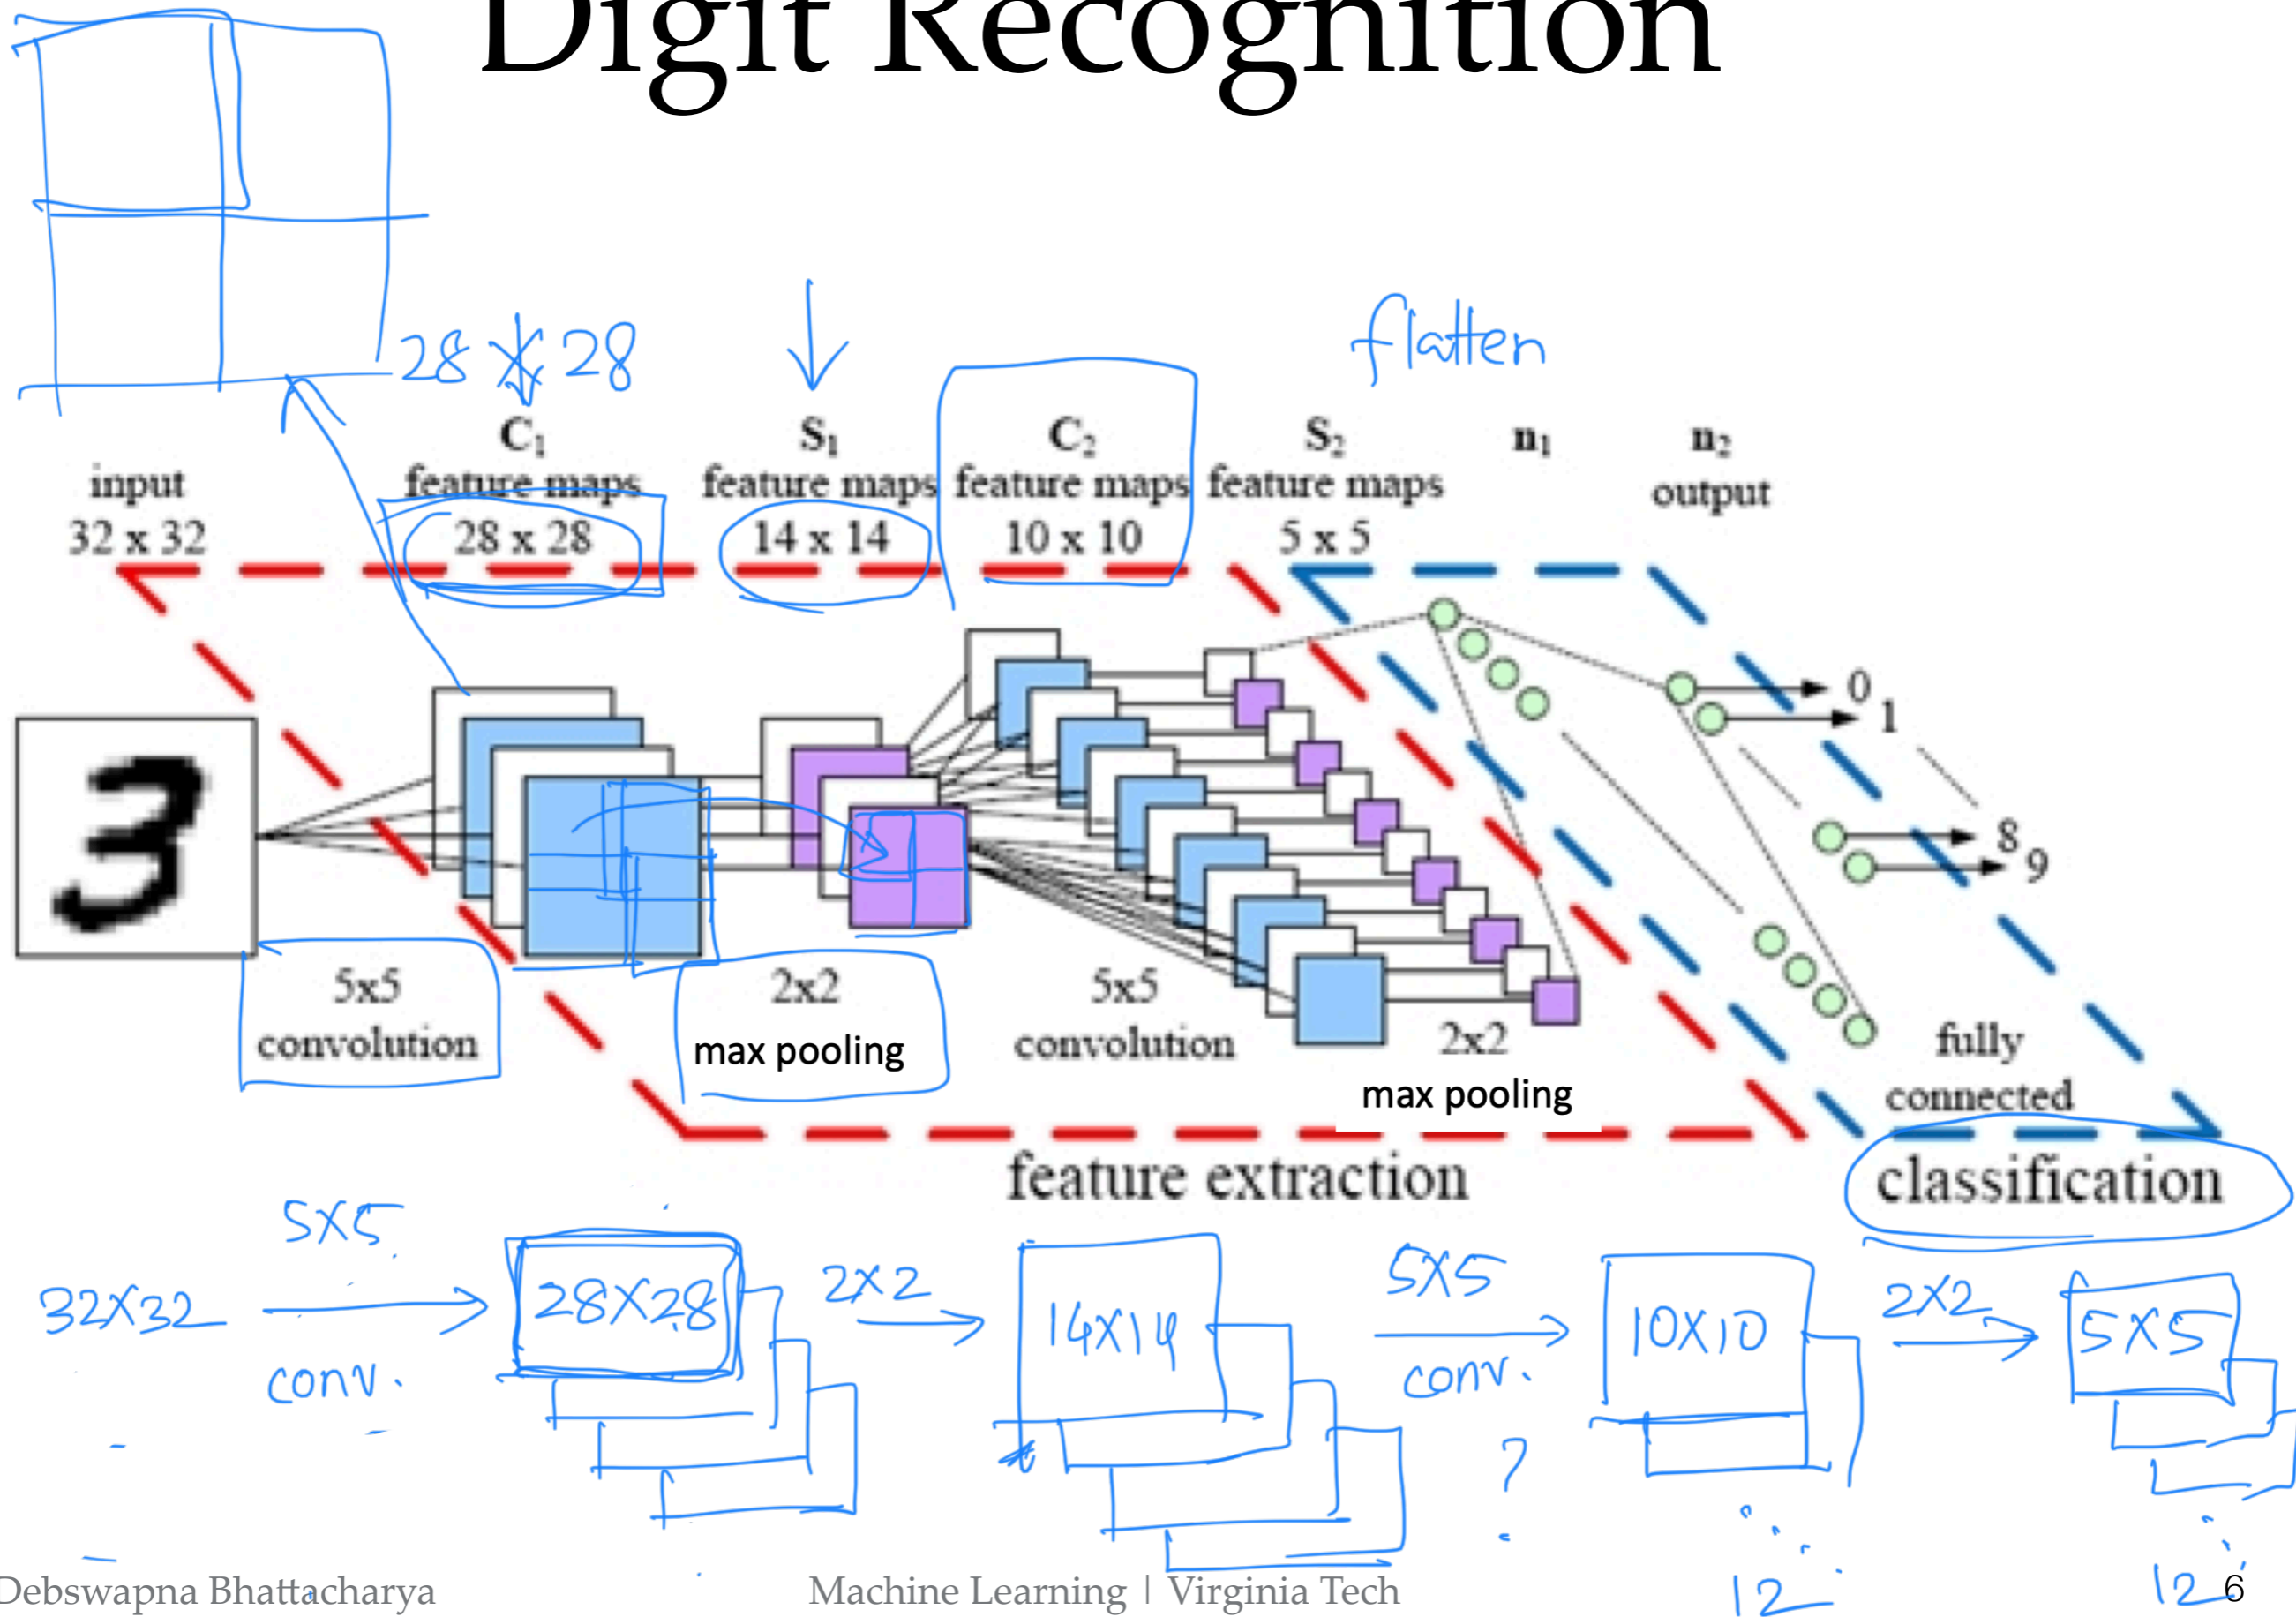 Digit Recognition
28 X 28
flatten
C1
feature maps
28 x 28
S1
feature maps
14 x 14
C2
feature maps
10 x 10
S2
feature maps
5 x 5
n1
n2
output
input
32 x 32
3
0
1
8
9
5x5
convolution
2x2
max pooling
5x5
convolution
2x2
max pooling
fully
connected
feature extraction
classification
32X32
5X5
conv.
28X28
2X2
14X14
5X5
conv.
?
10X10
2X2
5X5
12
12
Debswapna Bhattacharya
Machine Learning | Virginia Tech
6